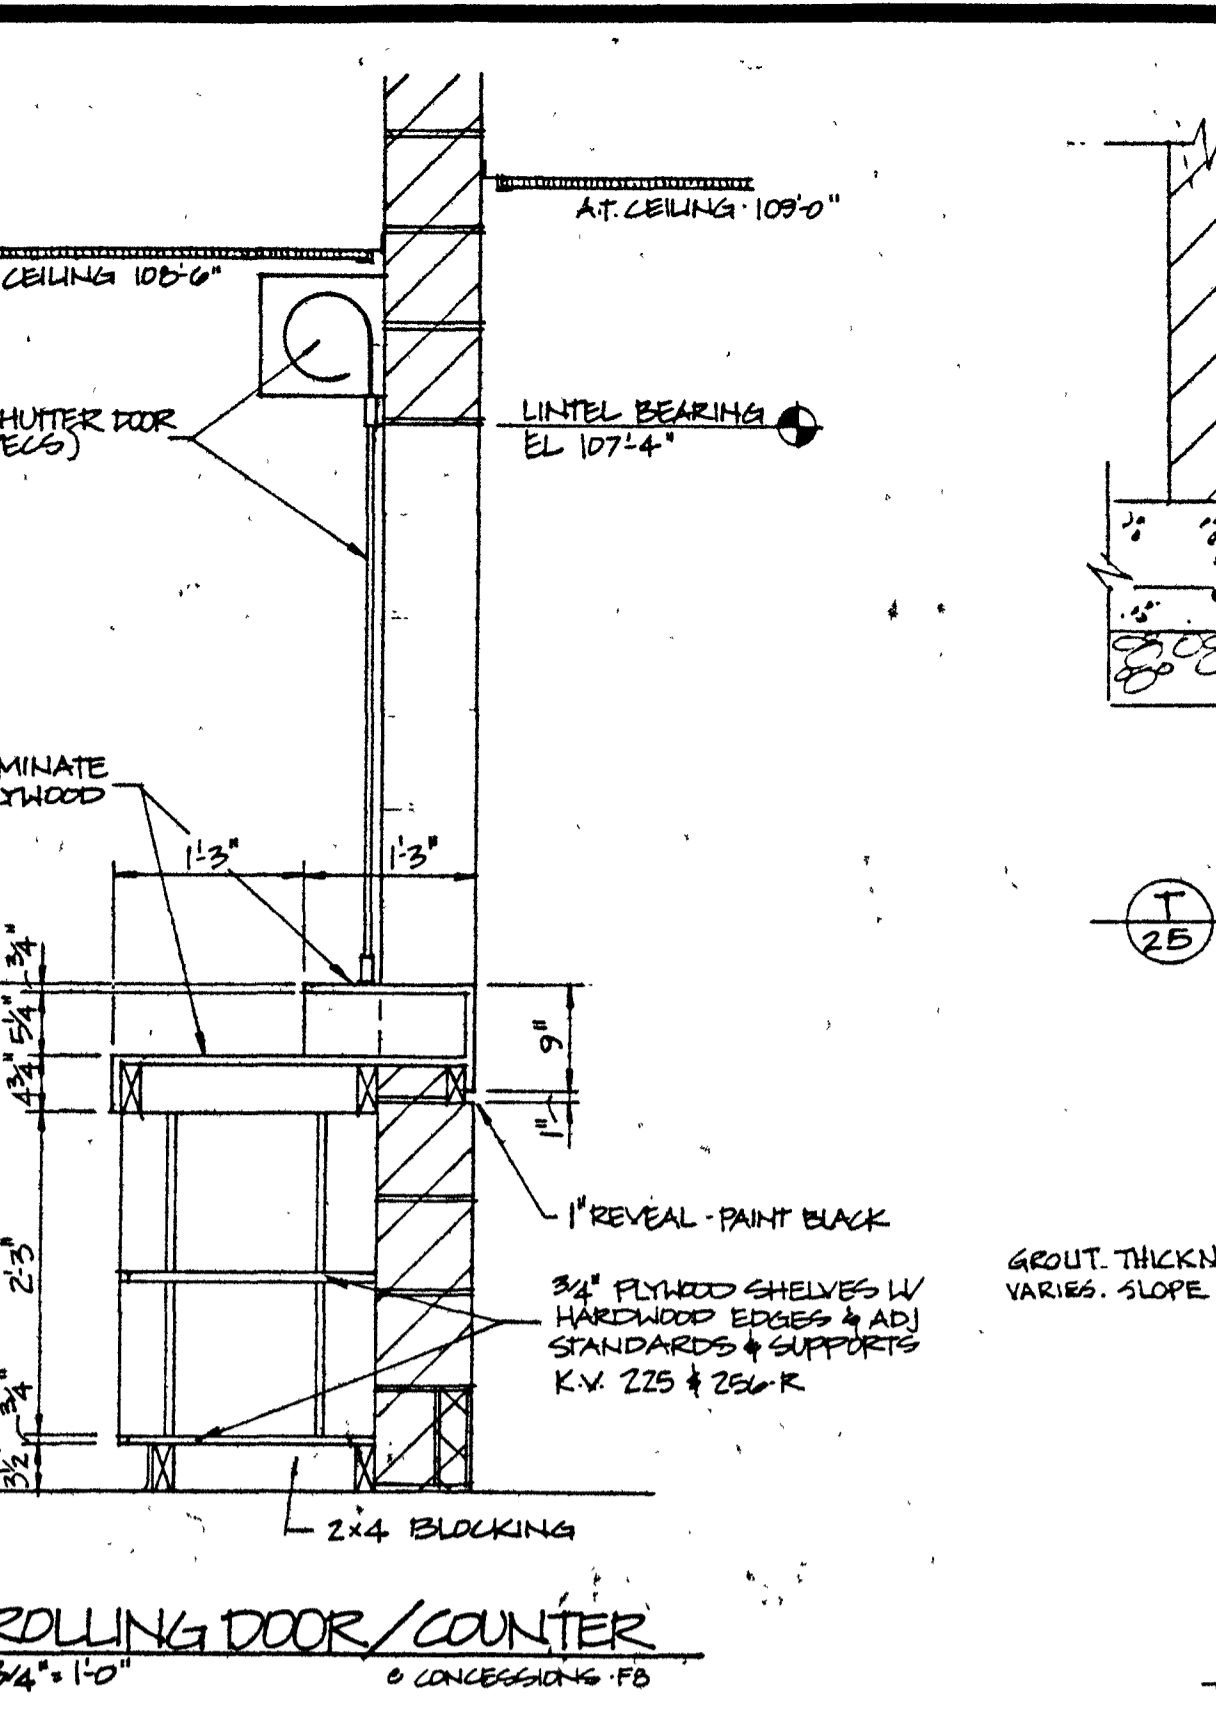 A.T. CEILING · 109'-0"
CEILING 108'-6"
HUTTER DOOR
ECS)
LINTEL BEARING
EL 107'-4"
MINATE
YWOOD
1'-3"
1'-3"
3/4"
5 1/4"
4 3/4"
2'-3"
3/4"
3 1/2
9"
1"
T
25
1" REVEAL - PAINT BLACK
3/4" PLYWOOD SHELVES W/
HARDWOOD EDGES & ADJ
STANDARDS & SUPPORTS
K.V. 225 & 256-R
GROUT THICKN
VARIES. SLOPE
2x4 BLOCKING
ROLLING DOOR/COUNTER
3/4" = 1'-0"
@ CONCESSIONS · F8